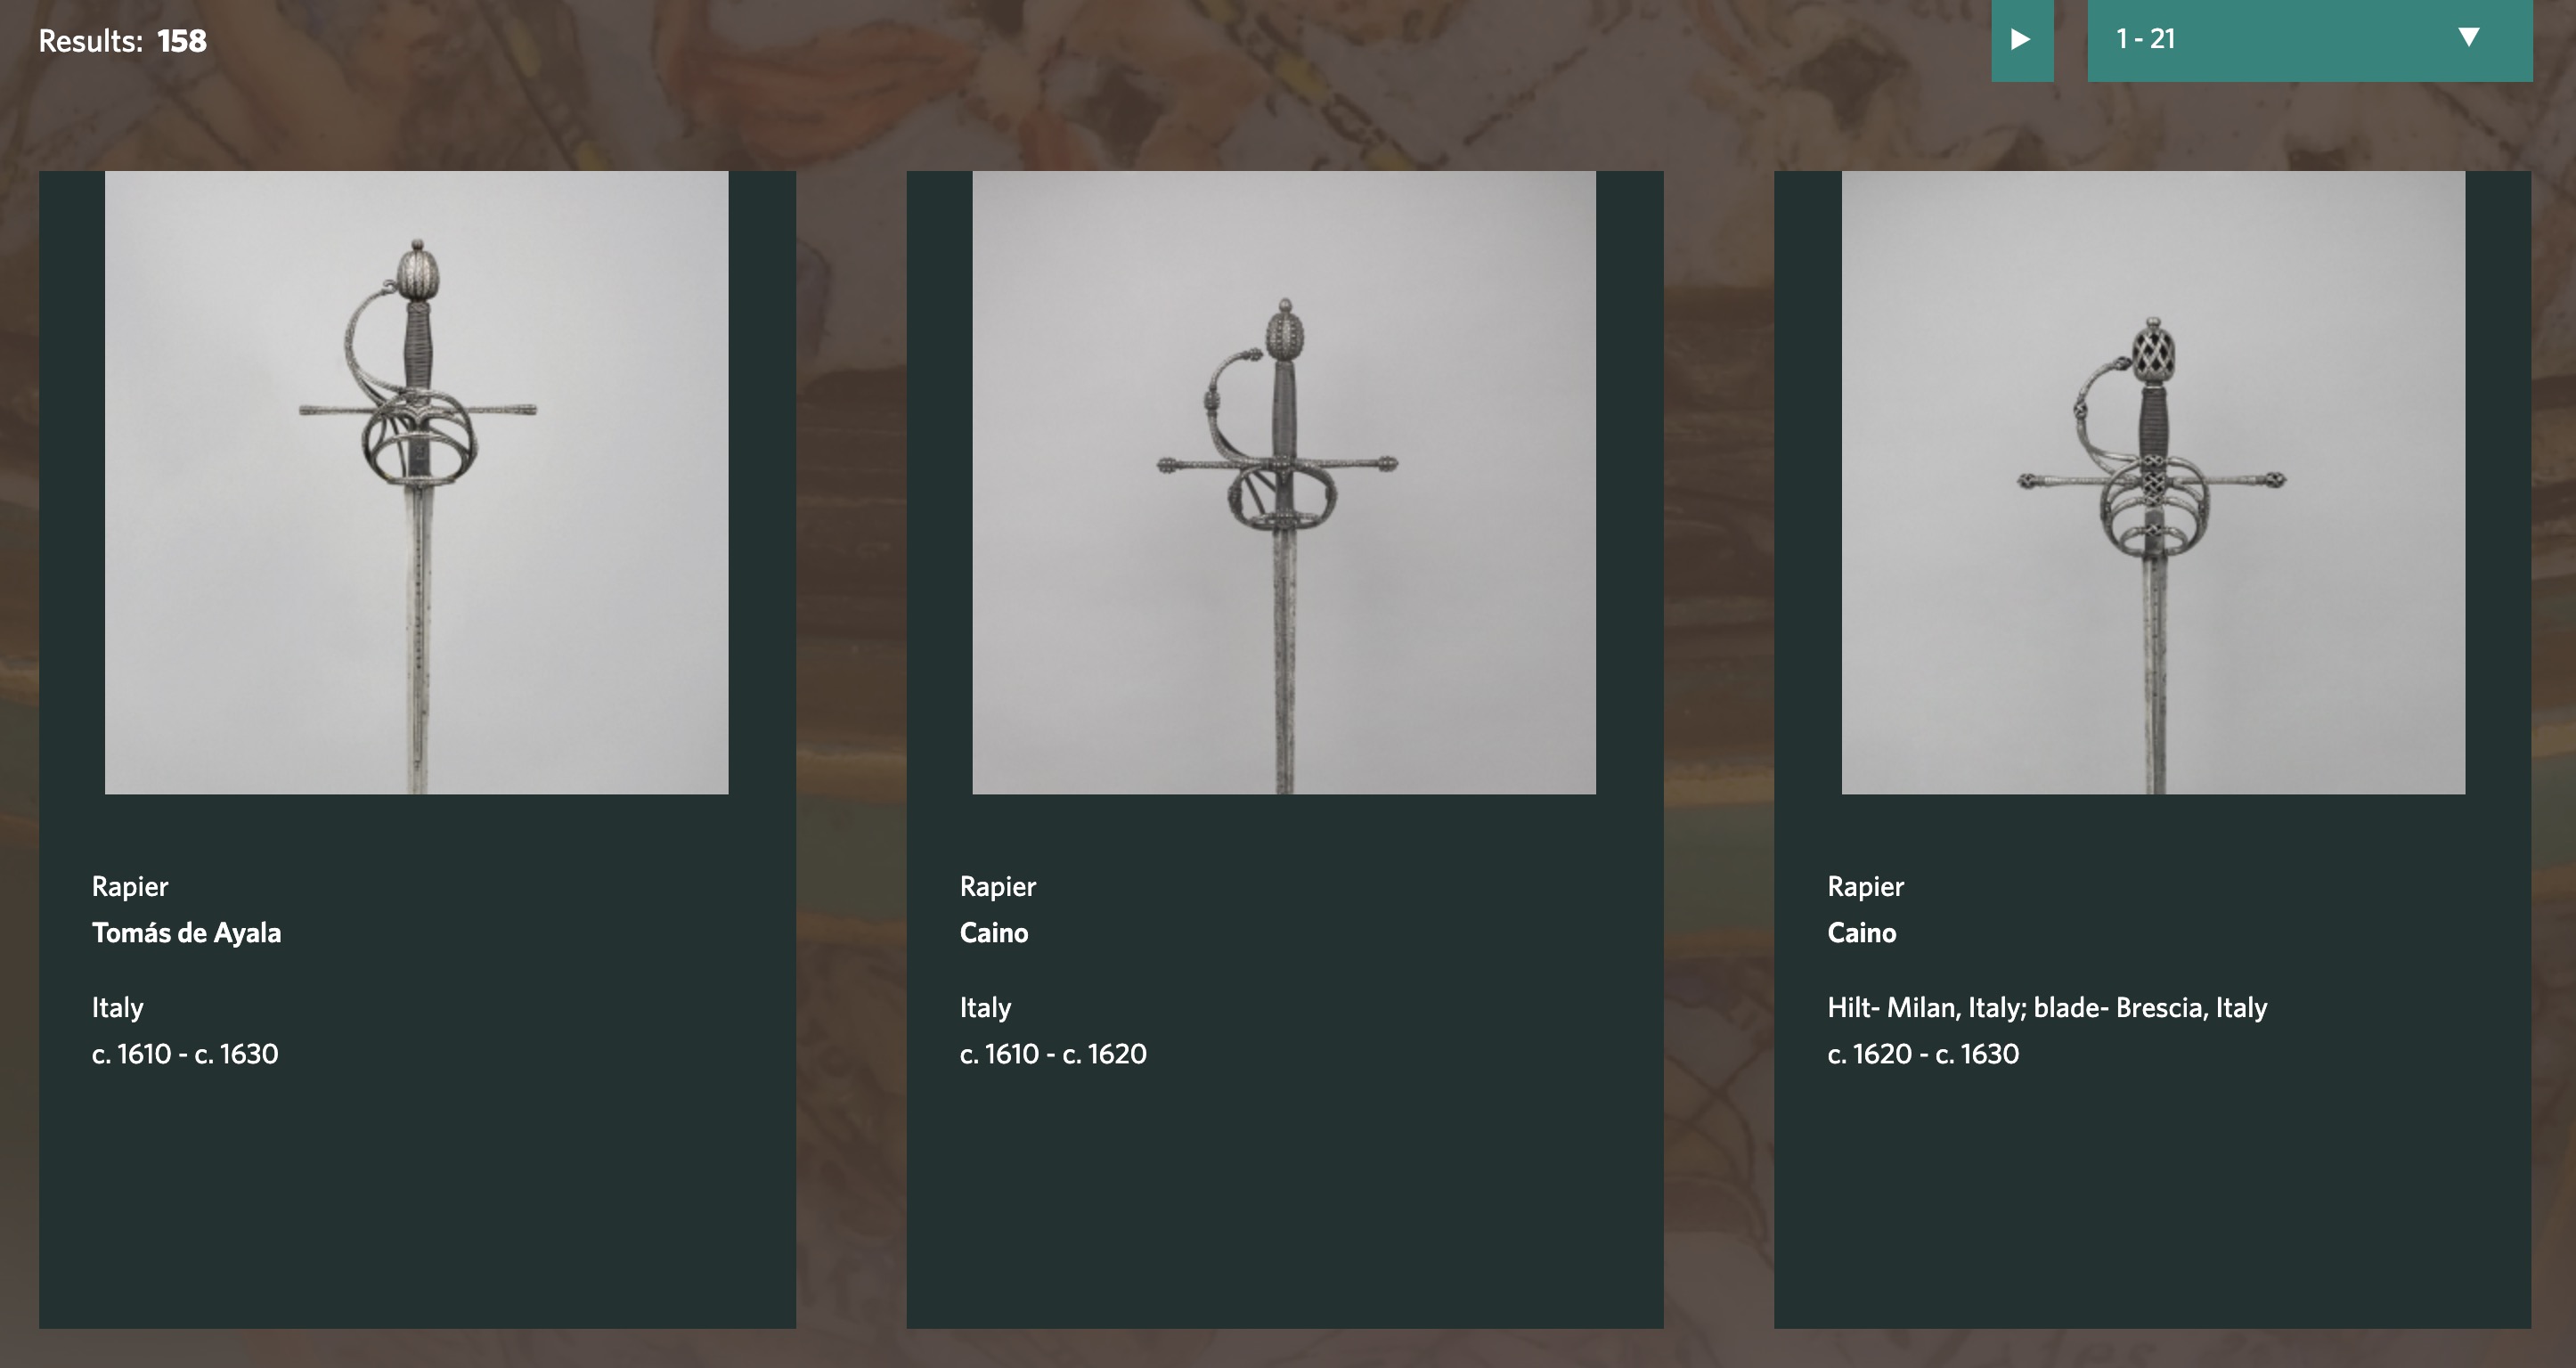 Results: 158
1 - 21
Rapier
Tomás de Ayala
Italy
c. 1610 - c. 1630
Rapier
Caino
Italy
c. 1610 - c. 1620
Rapier
Caino
Hilt- Milan, Italy; blade- Brescia, Italy
c. 1620 - c. 1630